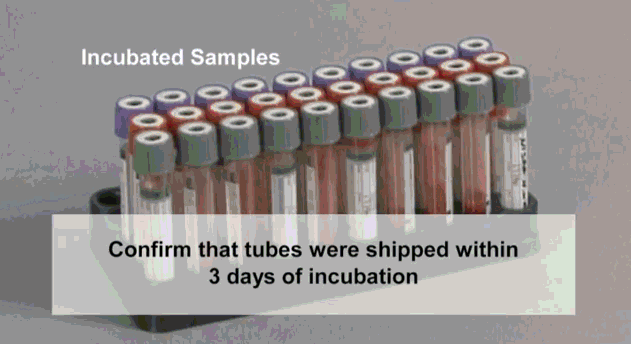 Incubated Samples
Confirm that tubes were shipped within
3 days of incubation